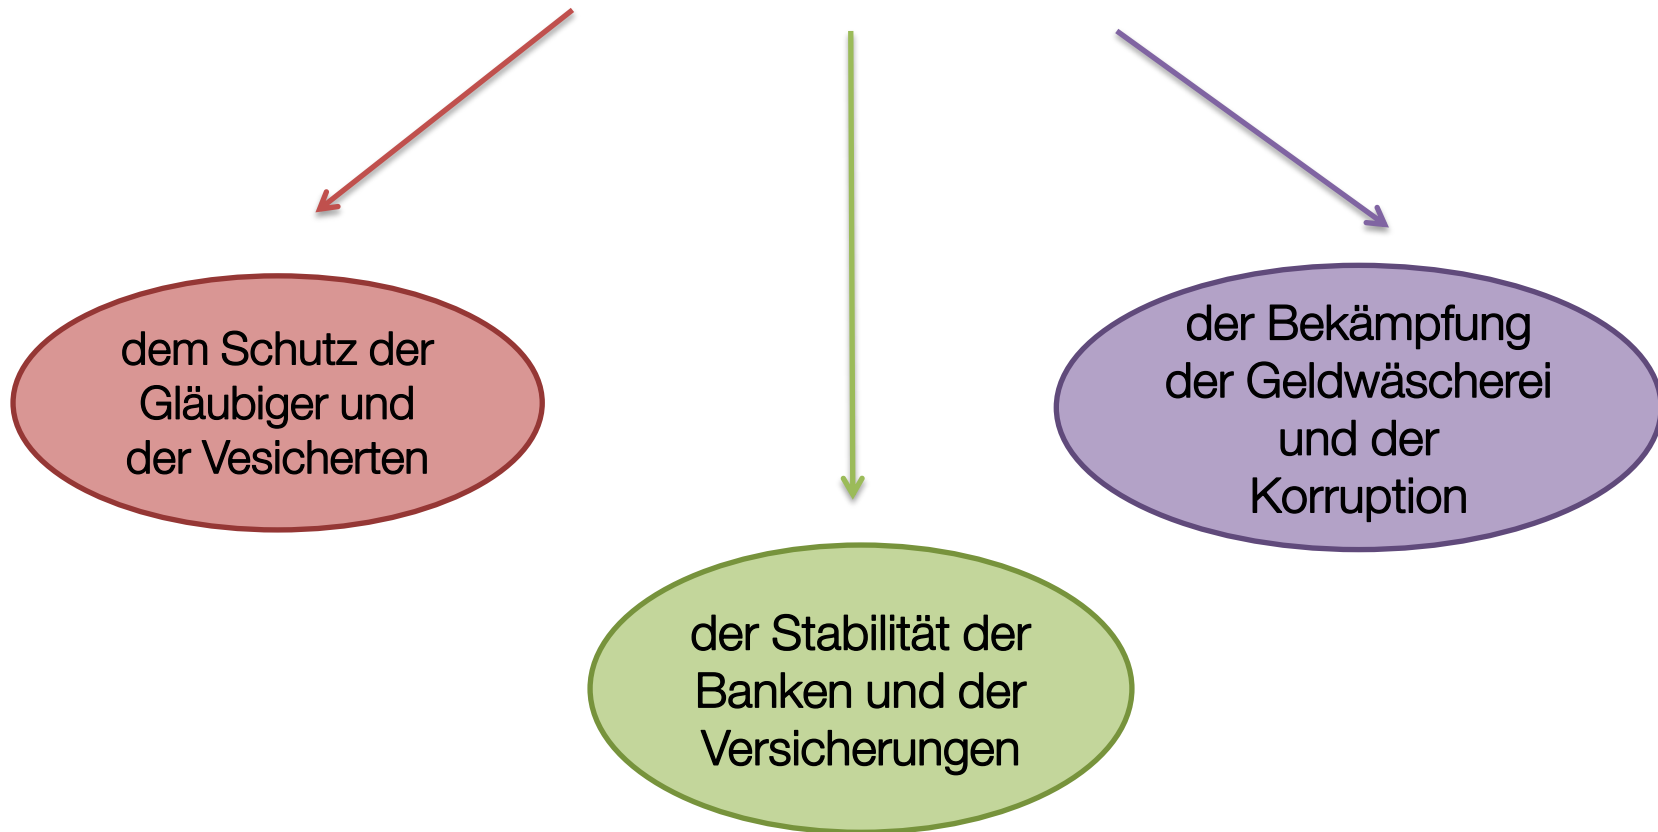 dem Schutz der
Gläubiger und
der Vesicherten
der Bekämpfung
der Geldwäscherei
und der
Korruption
der Stabilität der
Banken und der
Versicherungen